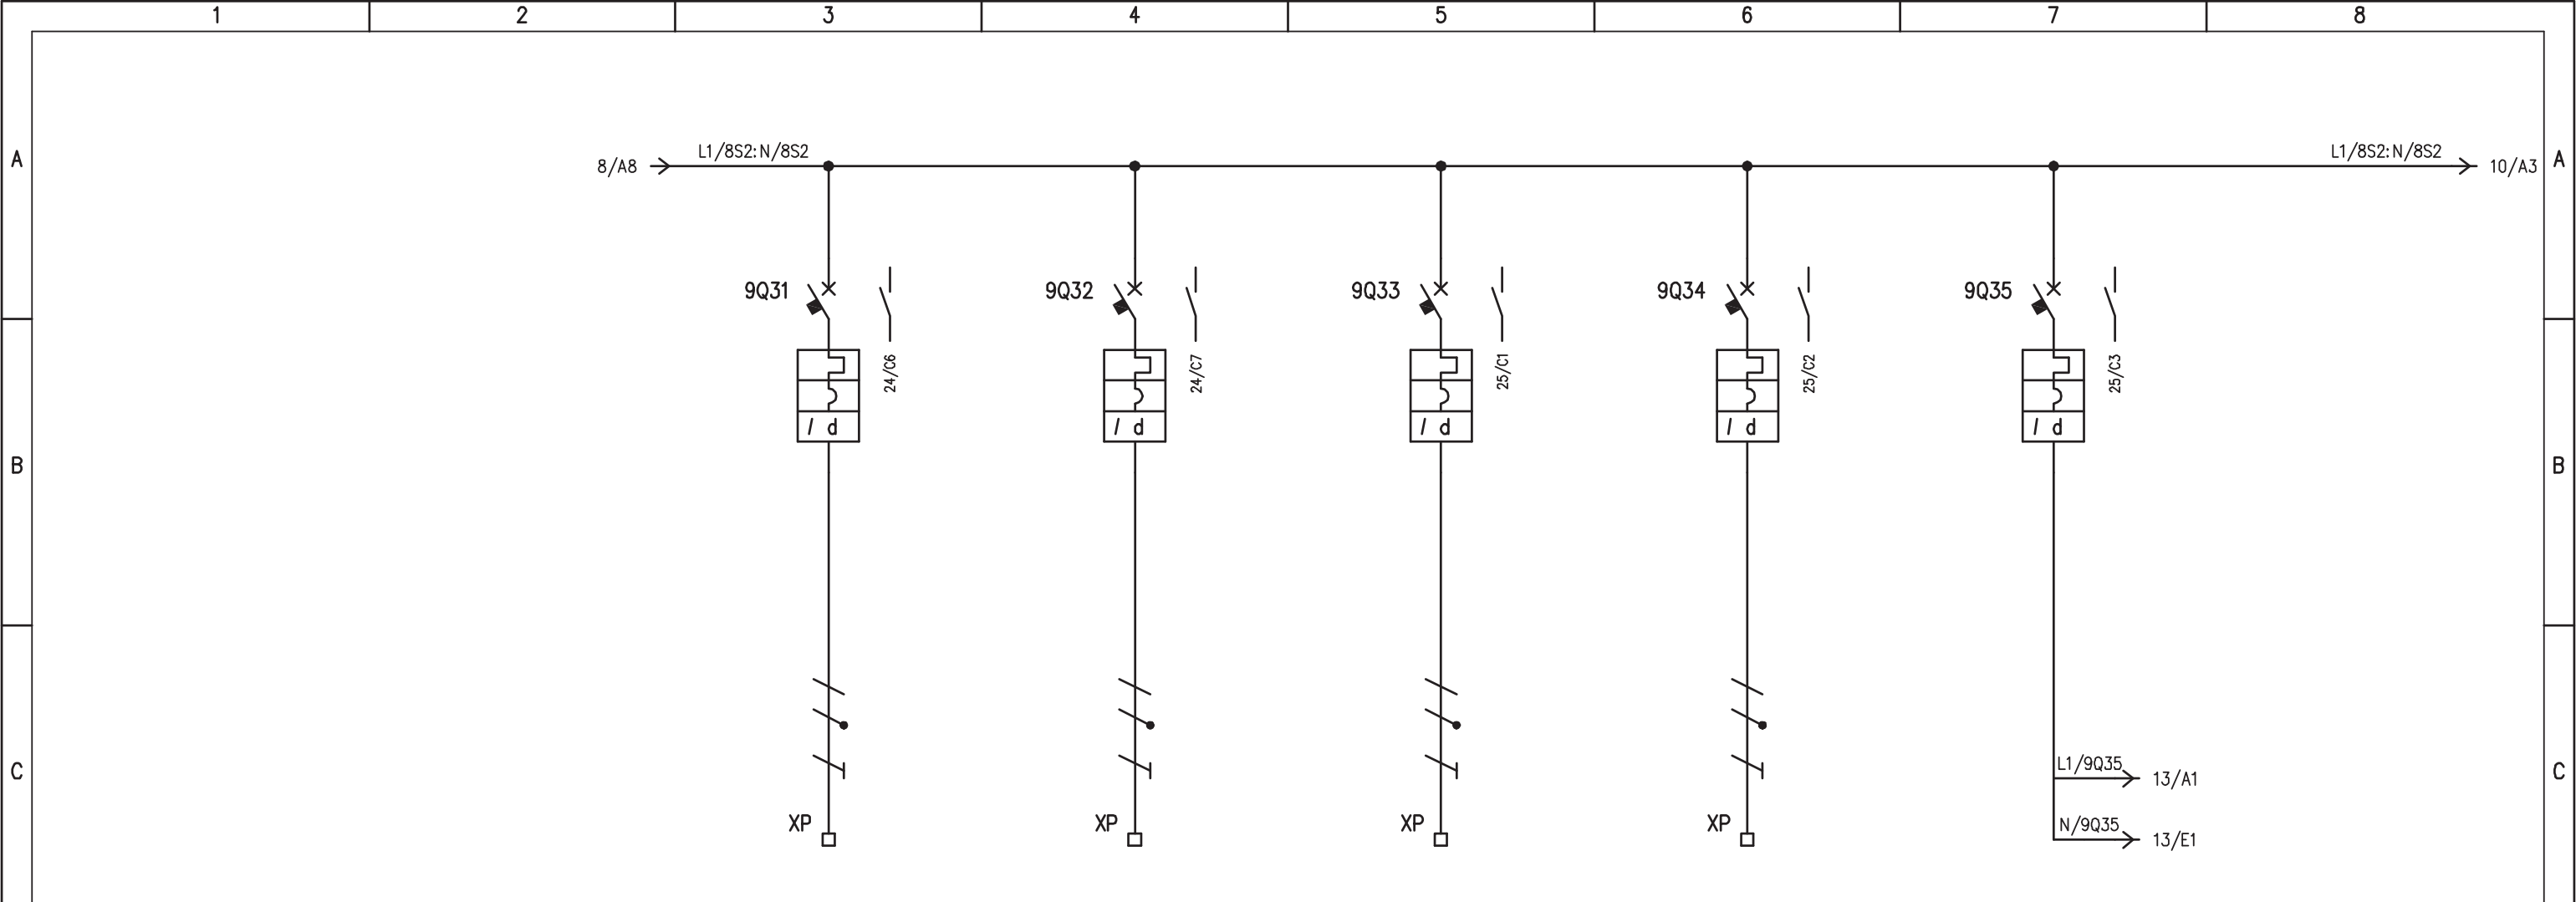 1 2 3 4 5 6 7 8
A A
8/A8 L1/8S2:N/8S2 L1/8S2:N/8S2 10/A3
9Q31 9Q32 9Q33 9Q34 9Q35
24/C6 24/C7 25/C1 25/C2 25/C3
I d I d I d I d I d
B B
C C
L1/9Q35 13/A1
XP XP XP XP
N/9Q35 13/E1